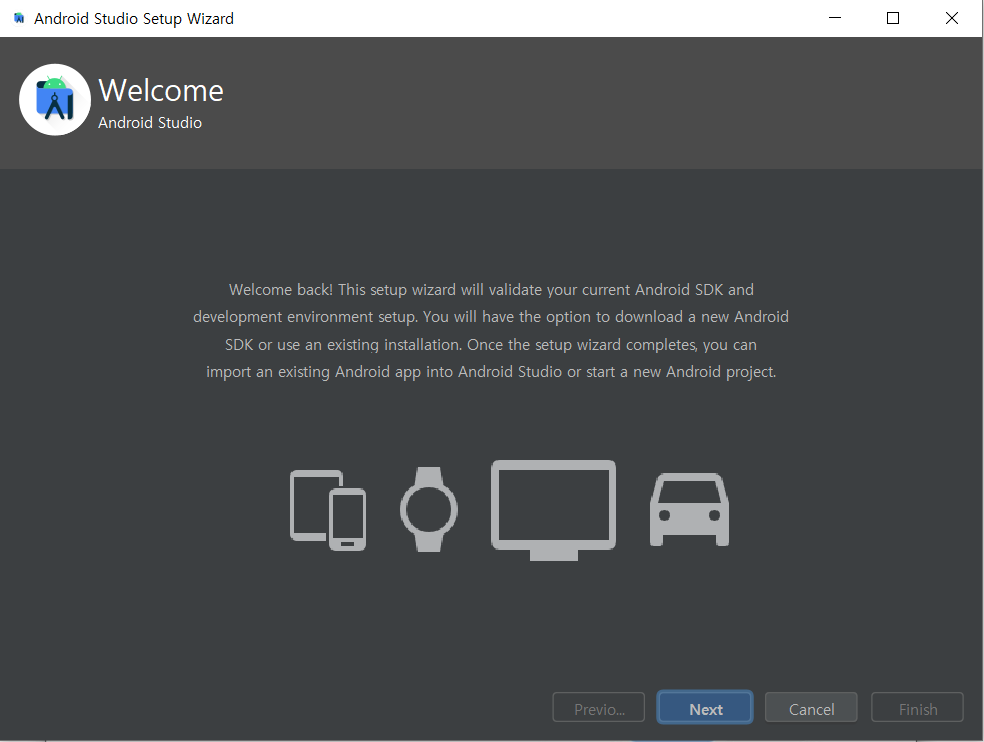 Android Studio Setup Wizard
Welcome
Android Studio
Welcome back! This setup wizard will validate your current Android SDK and
development environment setup. You will have the option to download a new Android
SDK or use an existing installation. Once the setup wizard completes, you can
import an existing Android app into Android Studio or start a new Android project.
Previo... Next Cancel Finish